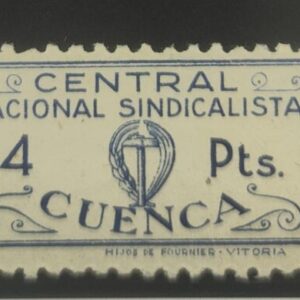 CENTRAL
ACIONAL SINDICALISTA
4 Pts.
CUENCA
HIJOS DE FOURNIER - VITORIA